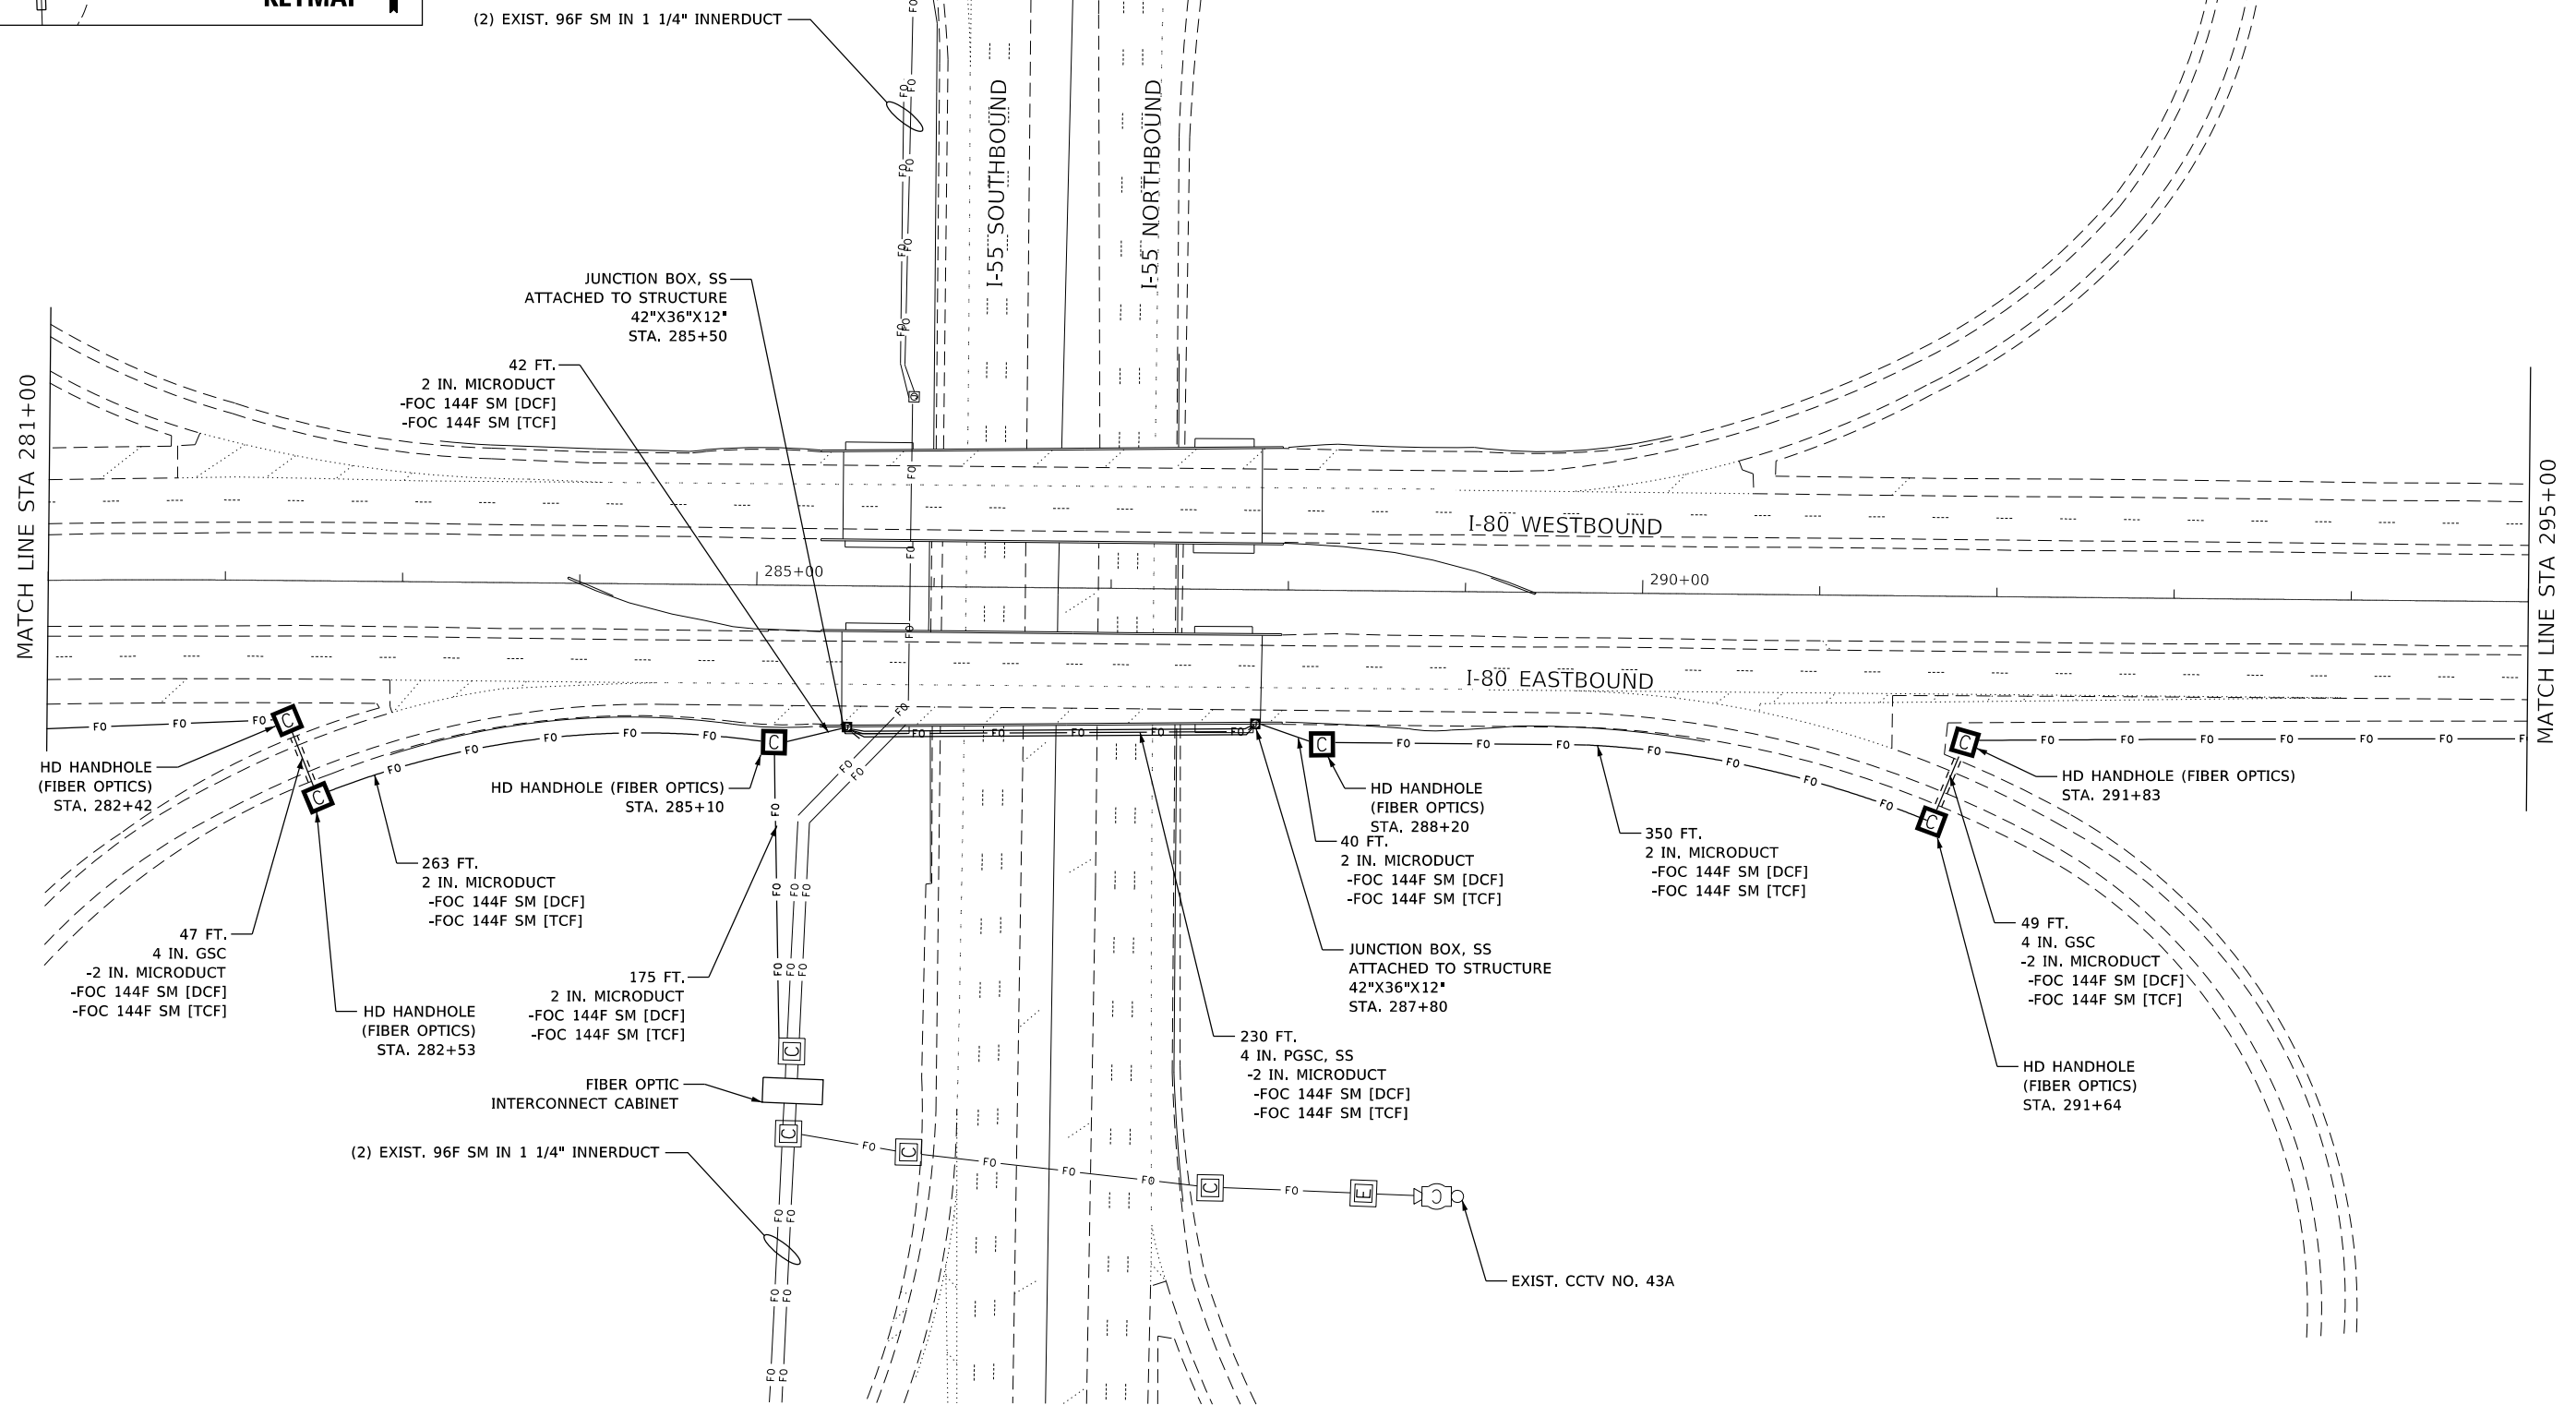 KEYMAP
(2) EXIST. 96F SM IN 1 1/4" INNERDUCT
I-55 SOUTHBOUND
I-55 NORTHBOUND
JUNCTION BOX, SS
ATTACHED TO STRUCTURE
42"X36"X12"
STA. 285+50
42 FT.
2 IN. MICRODUCT
-FOC 144F SM [DCF]
-FOC 144F SM [TCF]
MATCH LINE STA 281+00
MATCH LINE STA 295+00
I-80 WESTBOUND
285+00
290+00
I-80 EASTBOUND
HD HANDHOLE
(FIBER OPTICS)
STA. 282+42
HD HANDHOLE (FIBER OPTICS)
STA. 285+10
HD HANDHOLE
(FIBER OPTICS)
STA. 288+20
HD HANDHOLE (FIBER OPTICS)
STA. 291+83
40 FT.
2 IN. MICRODUCT
-FOC 144F SM [DCF]
-FOC 144F SM [TCF]
350 FT.
2 IN. MICRODUCT
-FOC 144F SM [DCF]
-FOC 144F SM [TCF]
263 FT.
2 IN. MICRODUCT
-FOC 144F SM [DCF]
-FOC 144F SM [TCF]
47 FT.
4 IN. GSC
-2 IN. MICRODUCT
-FOC 144F SM [DCF]
-FOC 144F SM [TCF]
HD HANDHOLE
(FIBER OPTICS)
STA. 282+53
175 FT.
2 IN. MICRODUCT
-FOC 144F SM [DCF]
-FOC 144F SM [TCF]
JUNCTION BOX, SS
ATTACHED TO STRUCTURE
42"X36"X12"
STA. 287+80
49 FT.
4 IN. GSC
-2 IN. MICRODUCT
-FOC 144F SM [DCF]
-FOC 144F SM [TCF]
230 FT.
4 IN. PGSC, SS
-2 IN. MICRODUCT
-FOC 144F SM [DCF]
-FOC 144F SM [TCF]
HD HANDHOLE
(FIBER OPTICS)
STA. 291+64
FIBER OPTIC
INTERCONNECT CABINET
(2) EXIST. 96F SM IN 1 1/4" INNERDUCT
EXIST. CCTV NO. 43A